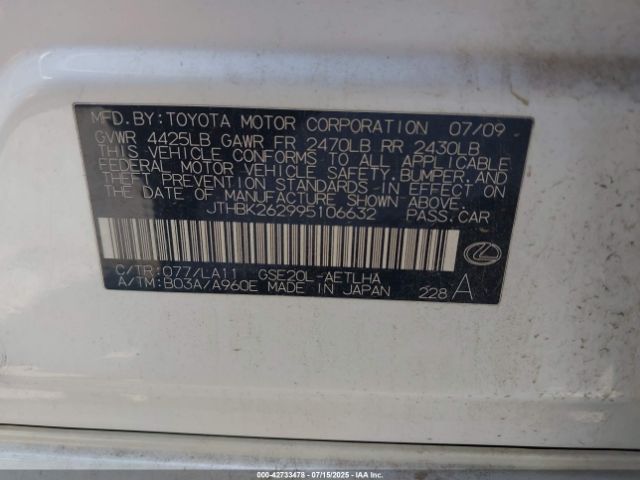 MFD.BY:TOYOTA MOTOR CORPORATION 07/09
GVWR 4425LB GAWR FR 2470LB RR 2430LB
THIS VEHICLE CONFORMS TO ALL APPLICABLE
FEDERAL MOTOR VEHICLE SAFETY,BUMPER,AND
THEFT PREVENTION STANDARDS IN EFFECT ON
THE DATE OF MANUFACTURE SHOWN ABOVE.
JTHBK262995106632 PASS.CAR
C/TR:077/LA11 GSE20L-AETLHA
A/TM:B03A/A960E MADE IN JAPAN 228 A
000-42733478 - 07/15/2025 - IAAI.COM